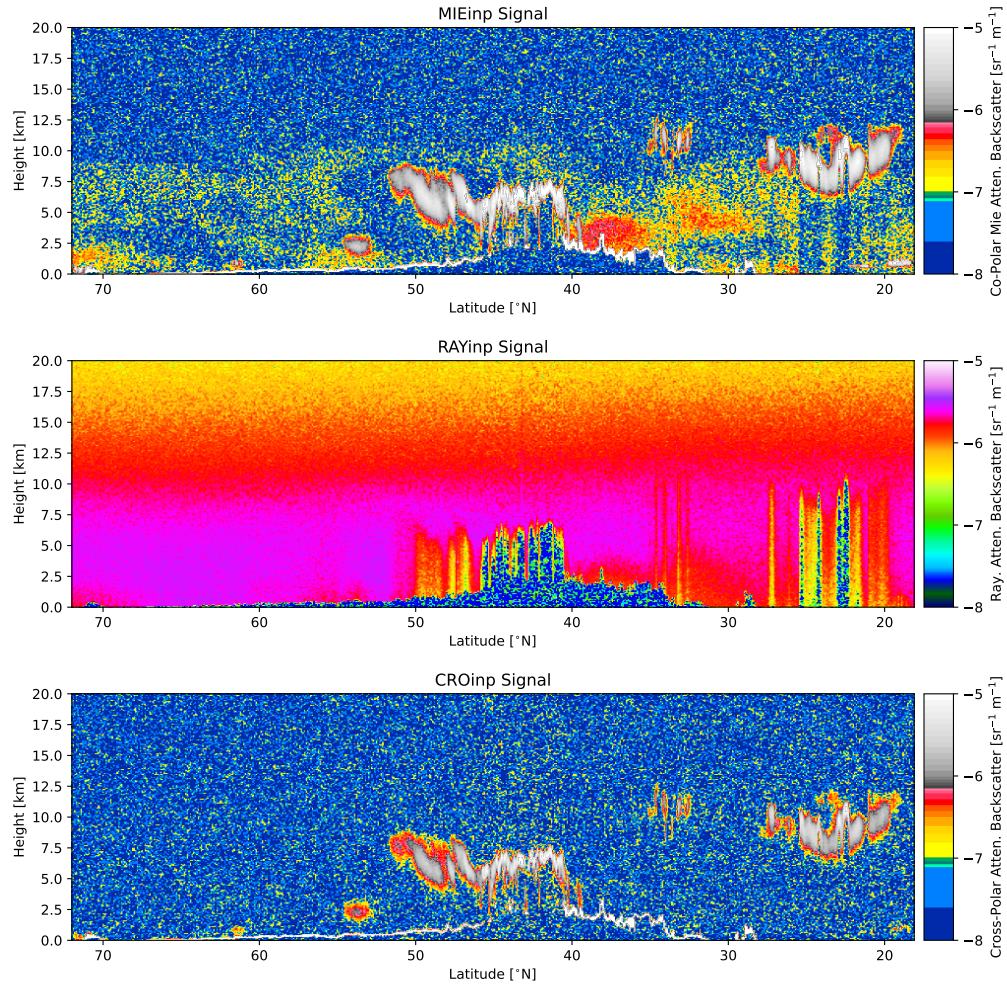 MIEinp Signal
20.0
17.5
15.0
12.5
10.0
7.5
5.0
2.5
0.0
Height [km]
70 60 50 40 30 20
Latitude [°N]
−5
−6
−7
−8
Co-Polar Mie Atten. Backscatter [sr⁻¹ m⁻¹]
RAYinp Signal
20.0
17.5
15.0
12.5
10.0
7.5
5.0
2.5
0.0
Height [km]
70 60 50 40 30 20
Latitude [°N]
−5
−6
−7
−8
Ray. Atten. Backscatter [sr⁻¹ m⁻¹]
CROinp Signal
20.0
17.5
15.0
12.5
10.0
7.5
5.0
2.5
0.0
Height [km]
70 60 50 40 30 20
Latitude [°N]
−5
−6
−7
−8
Cross-Polar Atten. Backscatter [sr⁻¹ m⁻¹]